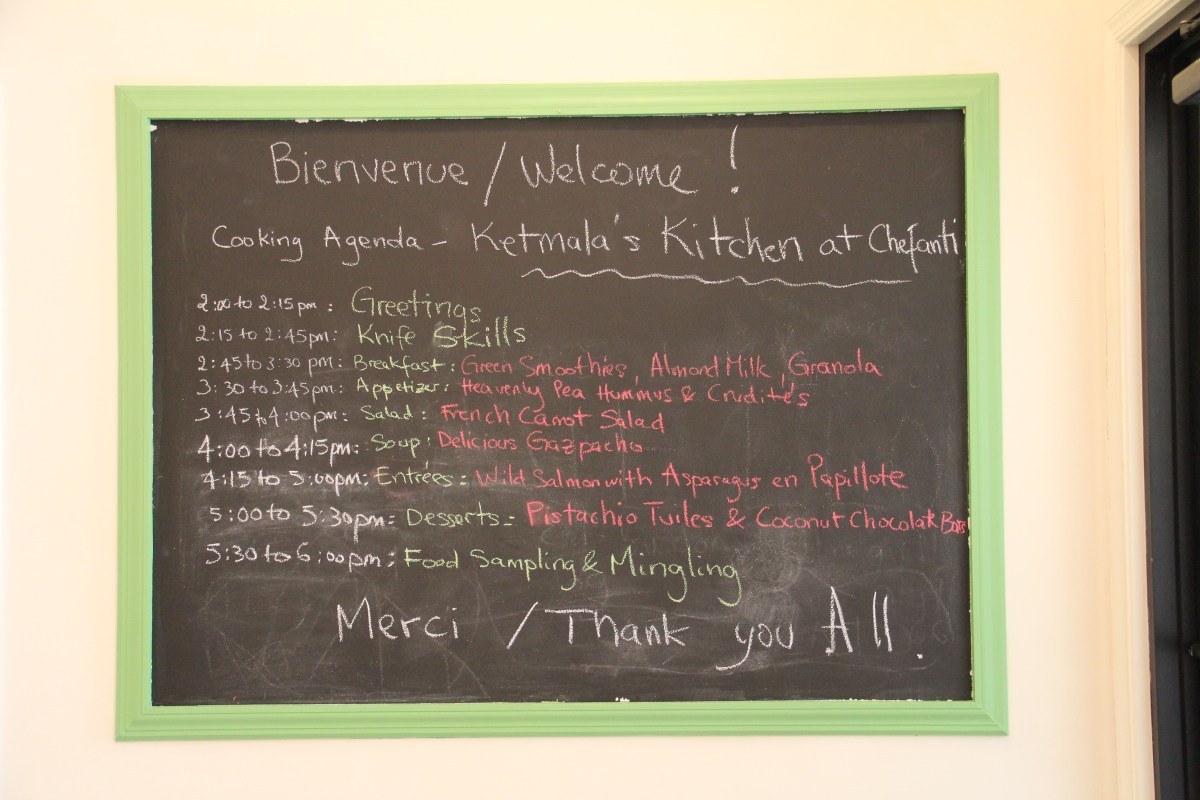 Bienvenue / Welcome !
Cooking Agenda - Ketmala's Kitchen at Chefanti
2:00 to 2:15pm : Greetings
2:15 to 2:45pm: Knife Skills
2:45 to 3:30 pm: Breakfast : Green Smoothies, Almond Milk, Granola
3:30 to 3:45pm: Appetizer: Heavenly Pea Hummus & Crudités
3:45 to 4:00pm: Salad : French Carrot Salad
4:00 to 4:15pm: Soup: Delicious Gazpacho
4:15 to 5:00pm: Entrées: Wild Salmon with Asparagus en Papillote
5:00 to 5:30pm: Desserts: Pistachio Tuiles & Coconut Chocolate Bars
5:30 to 6:00pm: Food Sampling & Mingling
Merci / Thank you All.